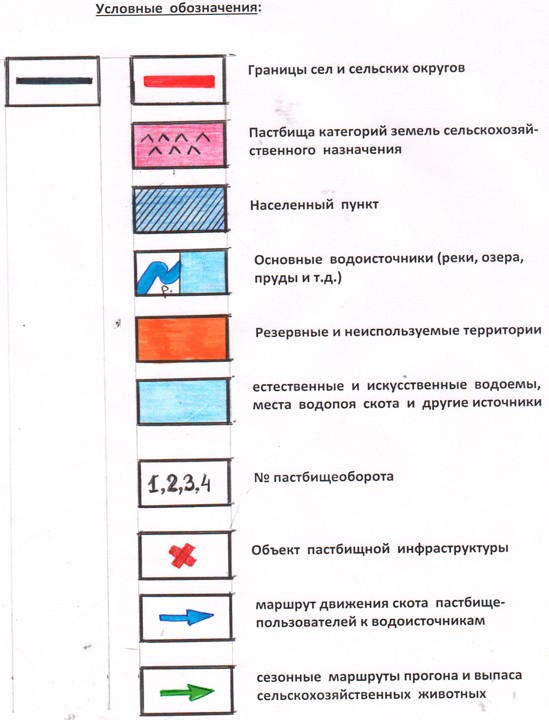 Условные обозначения:
Границы сел и сельских округов
Пастбища категорий земель сельскохозяй-
ственного назначения
Населенный пункт
Основные водоисточники (реки, озера,
пруды и т.д.)
р.
Резервные и неиспользуемые территории
естественные и искусственные водоемы,
места водопоя скота и другие источники
1,2,3,4
№ пастбищеоборота
Объект пастбищной инфраструктуры
маршрут движения скота пастбище-
пользователей к водоисточникам
сезонные маршруты прогона и выпаса
сельскохозяйственных животных